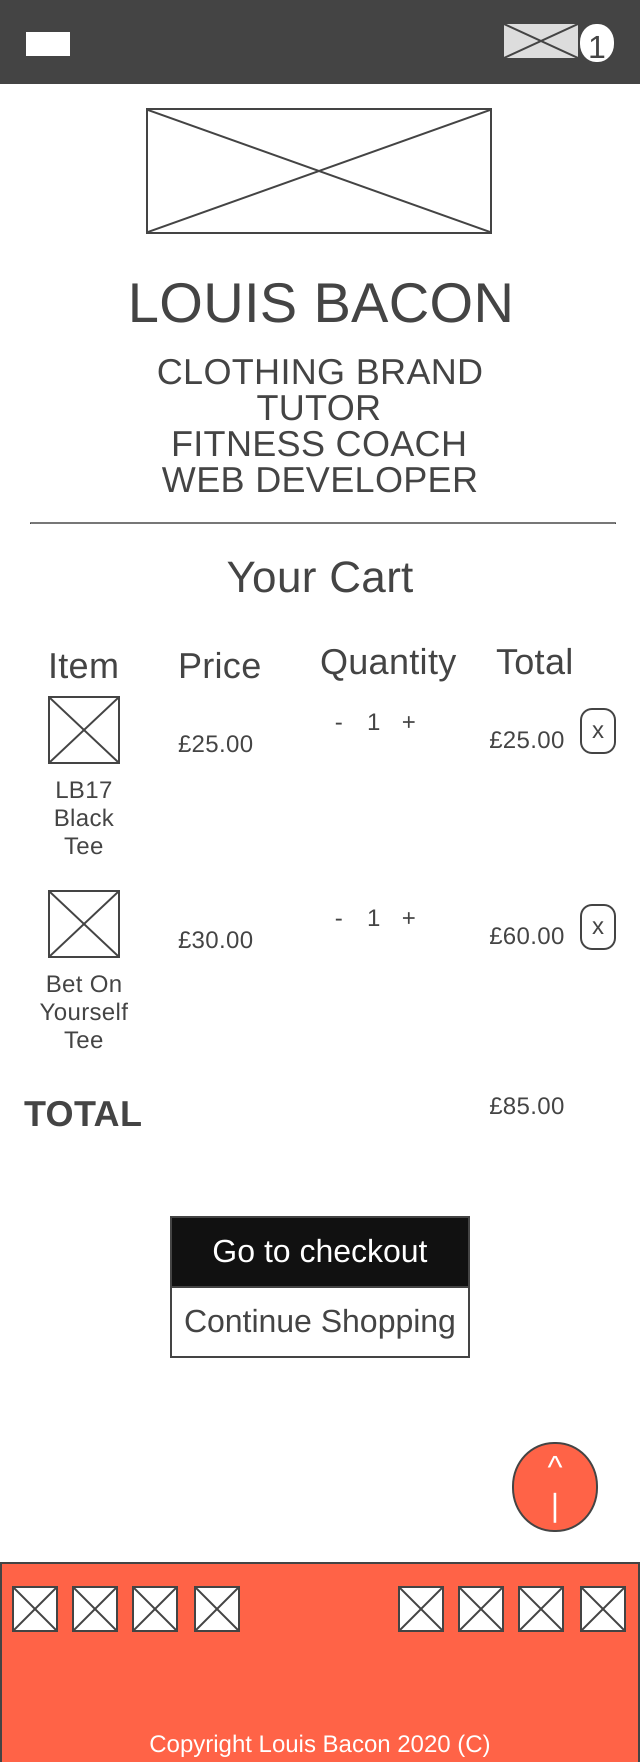 1
LOUIS BACON
CLOTHING BRAND
TUTOR
FITNESS COACH
WEB DEVELOPER
Your Cart
Item Price Quantity Total
£25.00 - 1 + £25.00 x
LB17
Black
Tee
£30.00 - 1 + £60.00 x
Bet On
Yourself
Tee
TOTAL £85.00
Go to checkout
Continue Shopping
^
|
Copyright Louis Bacon 2020 (C)